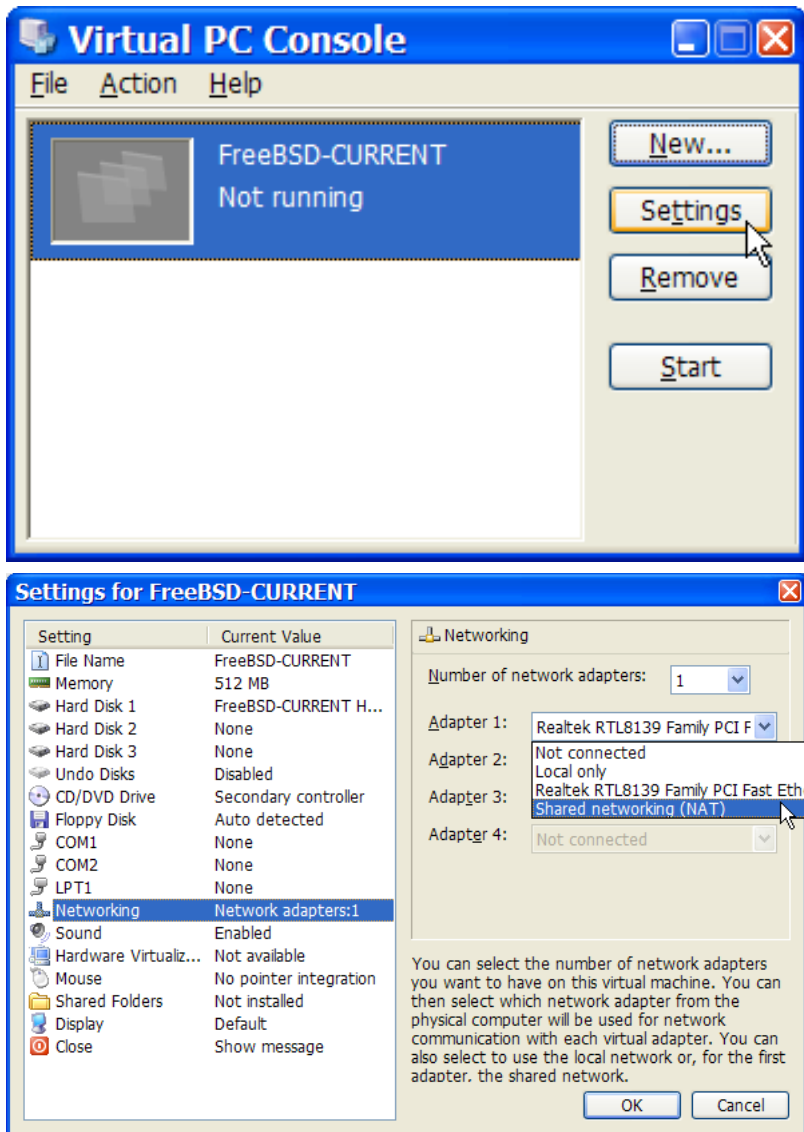 Virtual PC Console
File Action Help
FreeBSD-CURRENT
Not running
New...
Settings
Remove
Start
Settings for FreeBSD-CURRENT
Setting Current Value
File Name FreeBSD-CURRENT
Memory 512 MB
Hard Disk 1 FreeBSD-CURRENT H...
Hard Disk 2 None
Hard Disk 3 None
Undo Disks Disabled
CD/DVD Drive Secondary controller
Floppy Disk Auto detected
COM1 None
COM2 None
LPT1 None
Networking Network adapters:1
Sound Enabled
Hardware Virtualiz... Not available
Mouse No pointer integration
Shared Folders Not installed
Display Default
Close Show message
Networking
Number of network adapters: 1
Adapter 1: Realtek RTL8139 Family PCI F
Not connected
Adapter 2:
Local only
Realtek RTL8139 Family PCI Fast Eth
Adapter 3:
Shared networking (NAT)
Adapter 4: Not connected
You can select the number of network adapters
you want to have on this virtual machine. You can
then select which network adapter from the
physical computer will be used for network
communication with each virtual adapter. You can
also select to use the local network or, for the first
adapter, the shared network.
OK Cancel